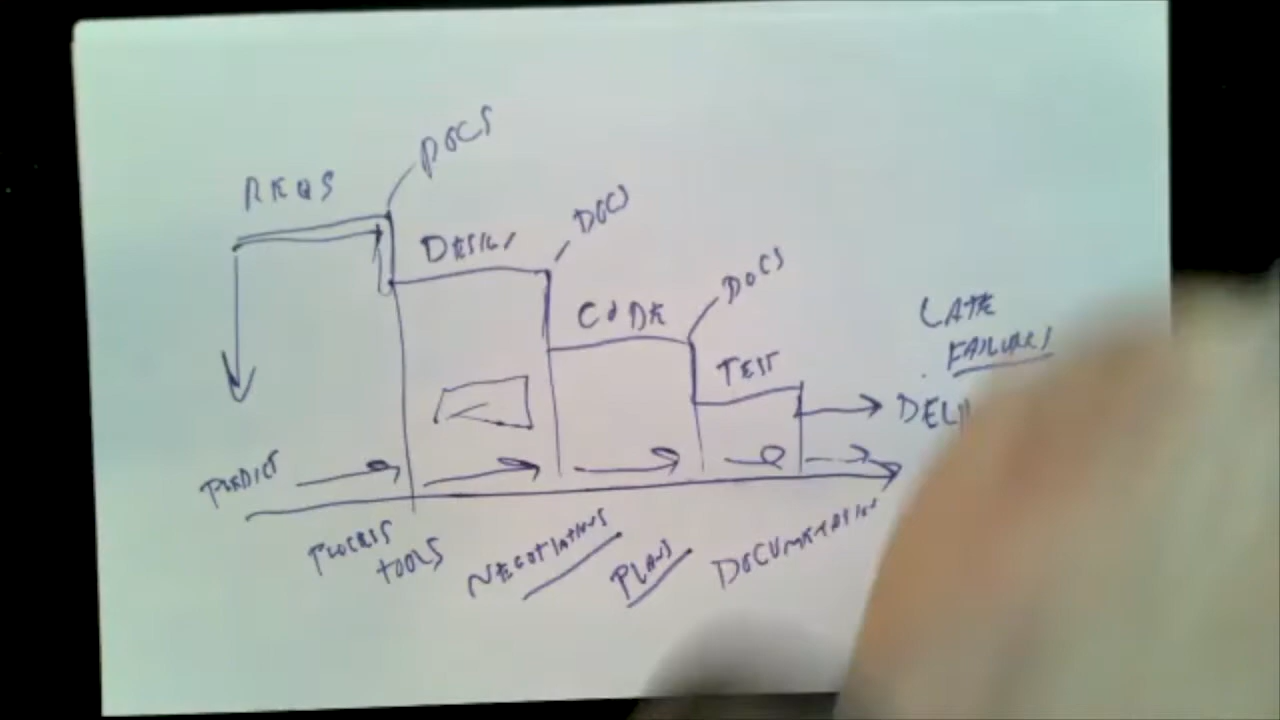 DOCS
REQS
DOCS
DESIGN
DOCS
CODE
LATE
FAILURES
TEST
PREDICT
PROCESS
TOOLS
NEGOTIATIONS
PLANS
DOCUMENTATION